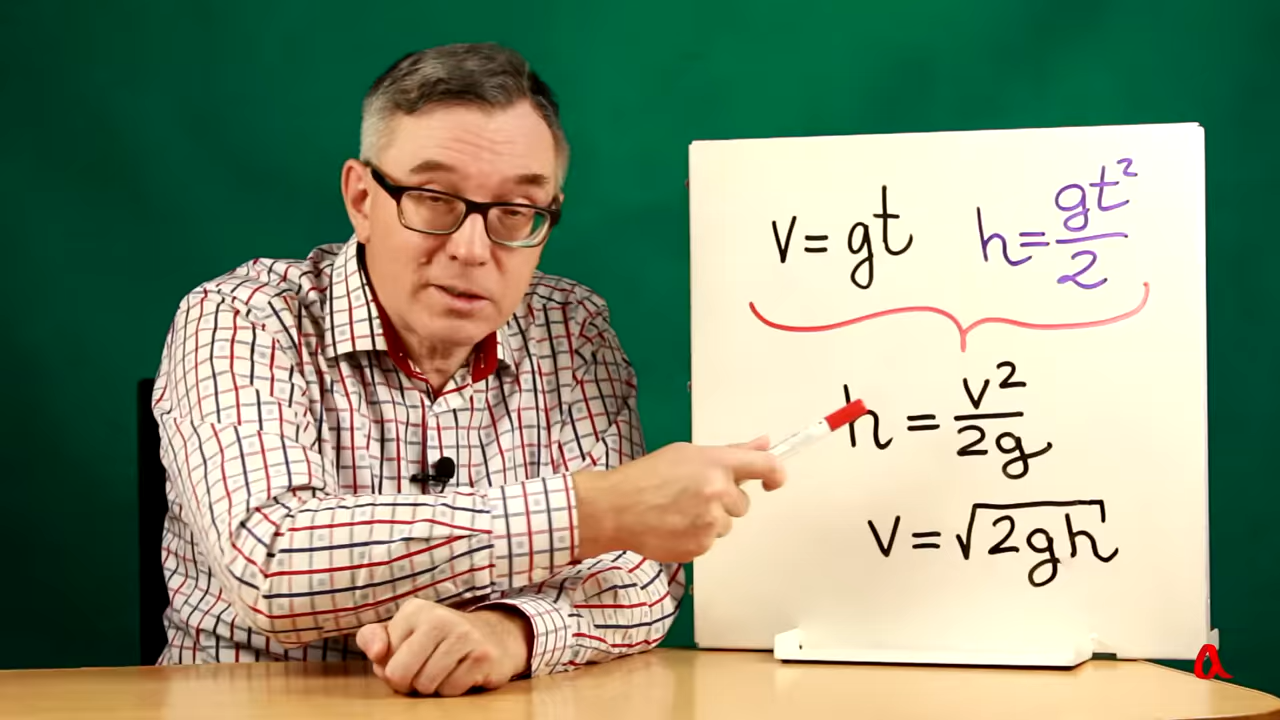 v = gt h = gt²/2
h = v²/2g
v = √2gh
a